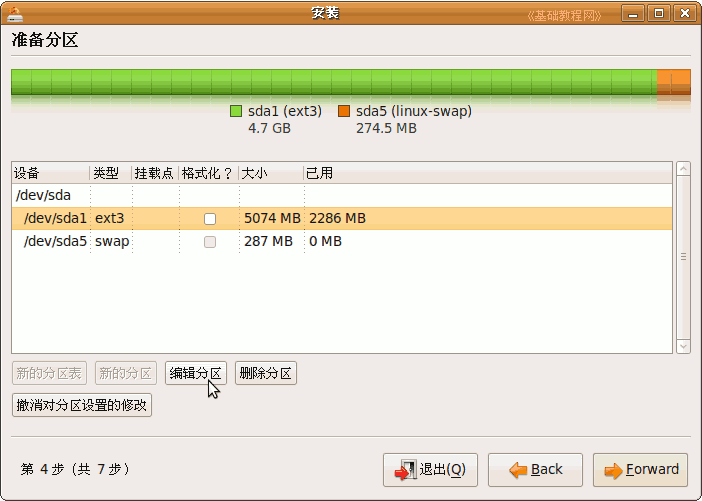 安装
《基础教程网》
准备分区
sda1 (ext3)
4.7 GB
sda5 (linux-swap)
274.5 MB
设备 类型 挂载点 格式化？ 大小 已用
/dev/sda
/dev/sda1 ext3 5074 MB 2286 MB
/dev/sda5 swap 287 MB 0 MB
新的分区表 新的分区 编辑分区 删除分区
撤消对分区设置的修改
第 4 步（共 7 步） 退出(Q) Back Forward